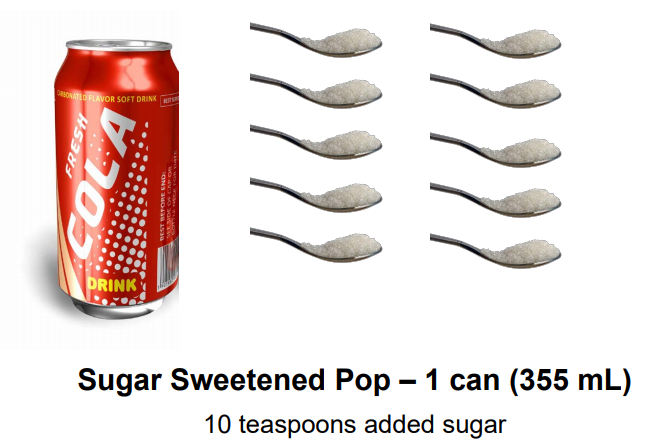 CARBONATED FLAVOR SOFT DRINK
FRESH
COLA
BEST BEFORE END:
DRINK
Sugar Sweetened Pop – 1 can (355 mL)
10 teaspoons added sugar